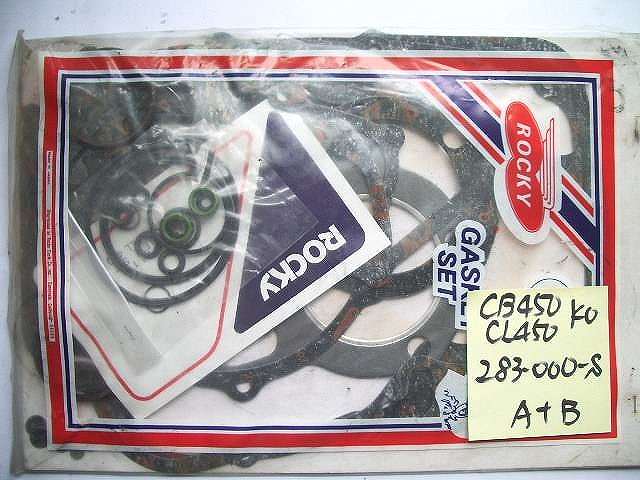 ROCKY
ROCKY
GASKET
SET
CB450 K0
CL450
283-000-S
A+B